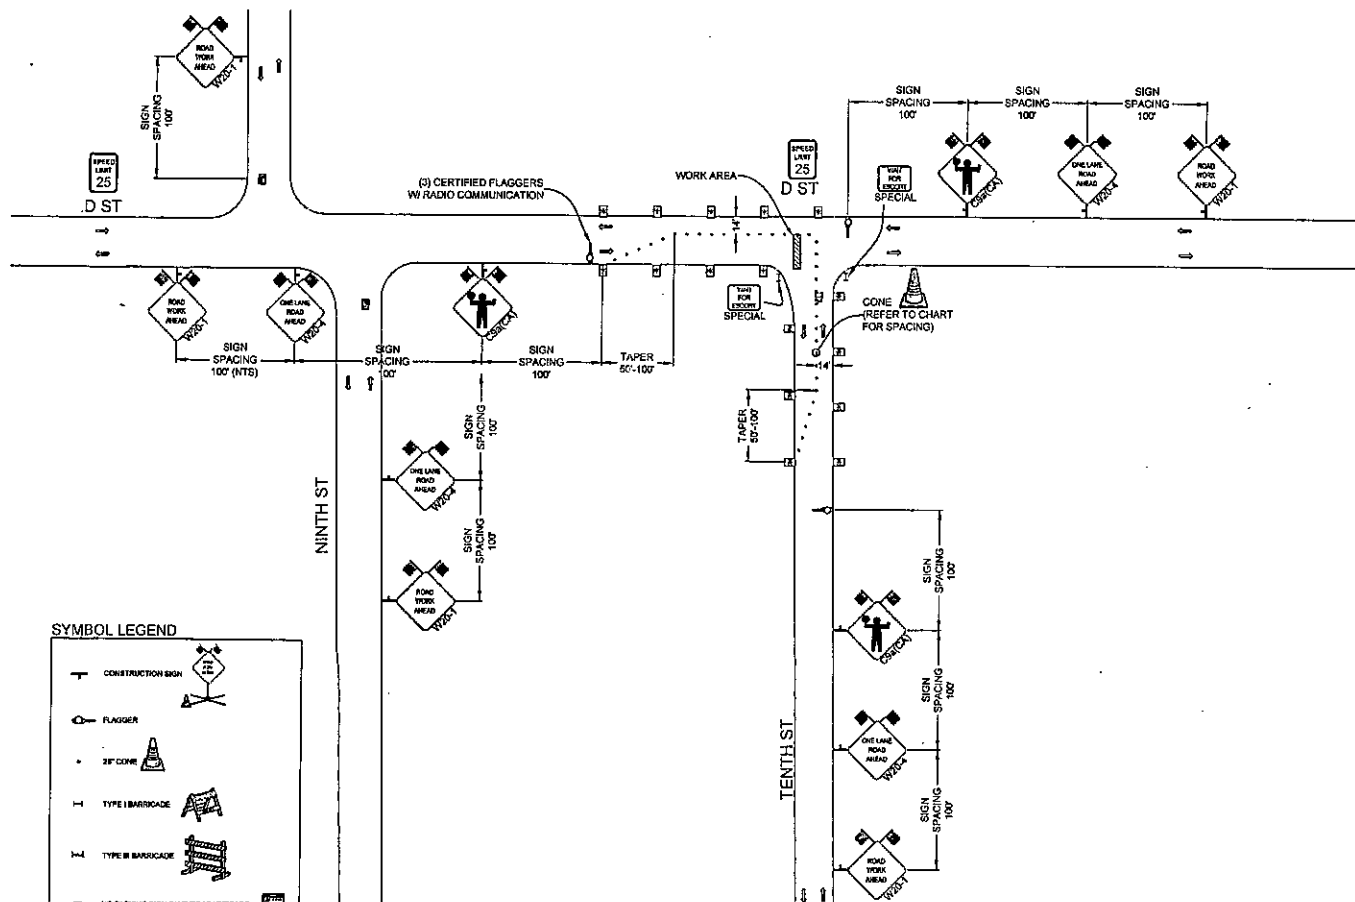 ROAD
WORK
AHEAD
W20-1
SIGN
SPACING
100'
SPEED
LIMIT
25
D ST
(3) CERTIFIED FLAGGERS
W/ RADIO COMMUNICATION
WORK AREA
SPEED
LIMIT
25
D ST
WAIT
FOR
ESCORT
SPECIAL
SIGN
SPACING
100'
SIGN
SPACING
100'
SIGN
SPACING
100'
C9a(CA)
ONE LANE
ROAD
AHEAD
W20-4
ROAD
WORK
AHEAD
W20-1
14'
ROAD
WORK
AHEAD
W20-1
ONE LANE
ROAD
AHEAD
W20-4
C9a(CA)
WAIT
FOR
ESCORT
SPECIAL
CONE
(REFER TO CHART
FOR SPACING)
SIGN
SPACING
100' (NTS)
SIGN
SPACING
00'
SIGN
SPACING
100'
TAPER
50'-100'
14'
TAPER
50'-100'
SIGN
SPACING
100'
ONE LANE
ROAD
AHEAD
W20-4
SIGN
SPACING
100'
ROAD
WORK
AHEAD
W20-1
NINTH ST
SIGN
SPACING
100'
C9a(CA)
SIGN
SPACING
100'
ONE LANE
ROAD
AHEAD
W20-4
SIGN
SPACING
100'
ROAD
WORK
AHEAD
W20-1
TENTH ST
SYMBOL LEGEND
CONSTRUCTION SIGN
FLAGGER
28" CONE
TYPE I BARRICADE
TYPE III BARRICADE